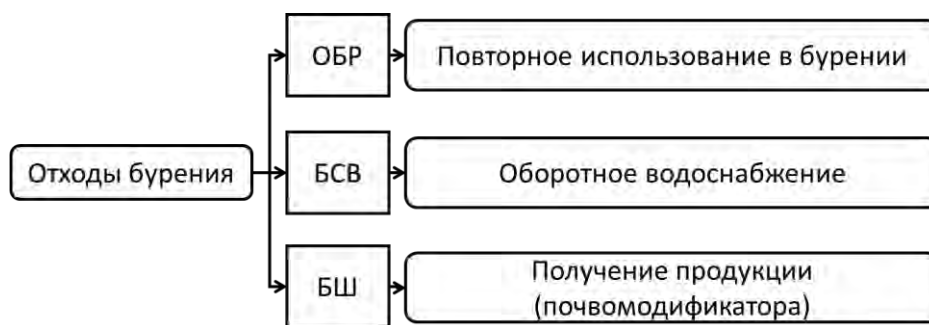 ОБР
Повторное использование в бурении
Отходы бурения
БСВ
Оборотное водоснабжение
БШ
Получение продукции
(почвомодификатора)